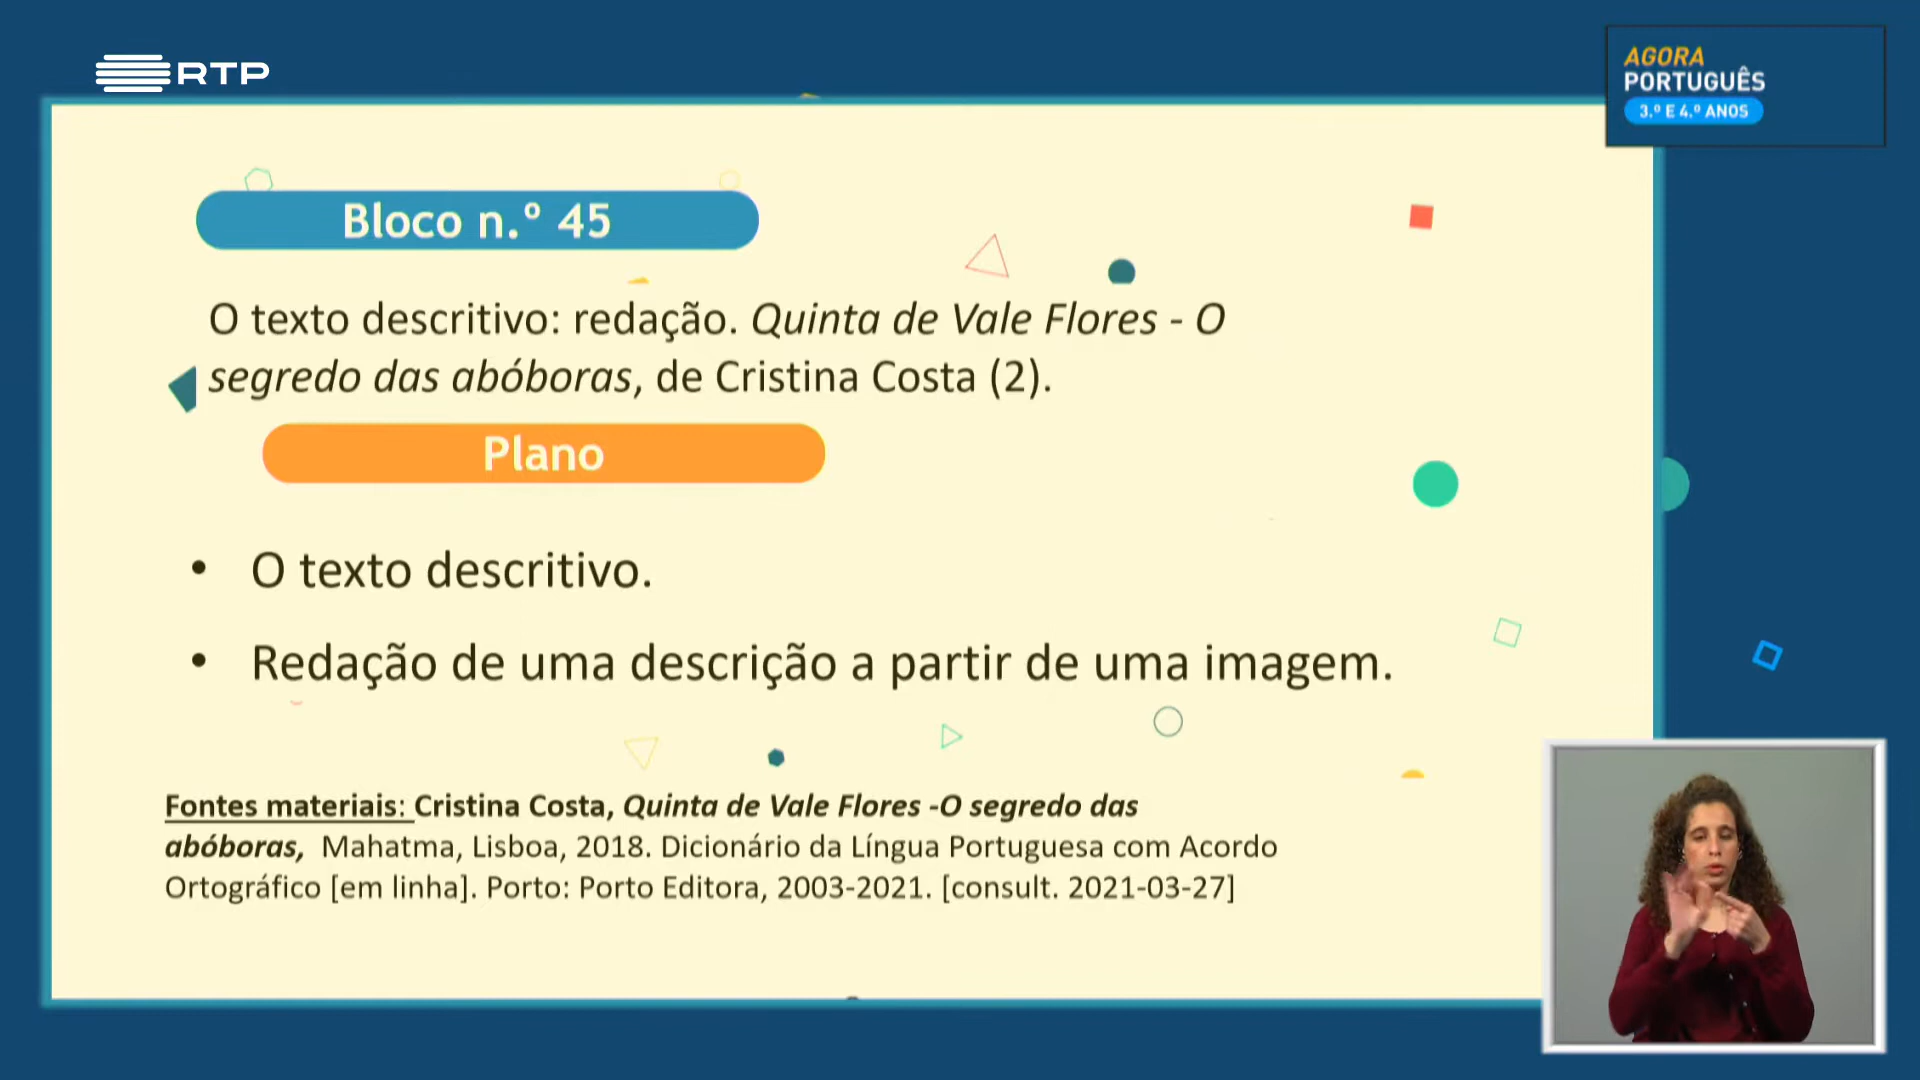 RTP
AGORA
PORTUGUÊS
3.º E 4.º ANOS
Bloco n.º 45
O texto descritivo: redação. Quinta de Vale Flores - O
segredo das abóboras, de Cristina Costa (2).
Plano
• O texto descritivo.
• Redação de uma descrição a partir de uma imagem.
Fontes materiais: Cristina Costa, Quinta de Vale Flores -O segredo das
abóboras, Mahatma, Lisboa, 2018. Dicionário da Língua Portuguesa com Acordo
Ortográfico [em linha]. Porto: Porto Editora, 2003-2021. [consult. 2021-03-27]